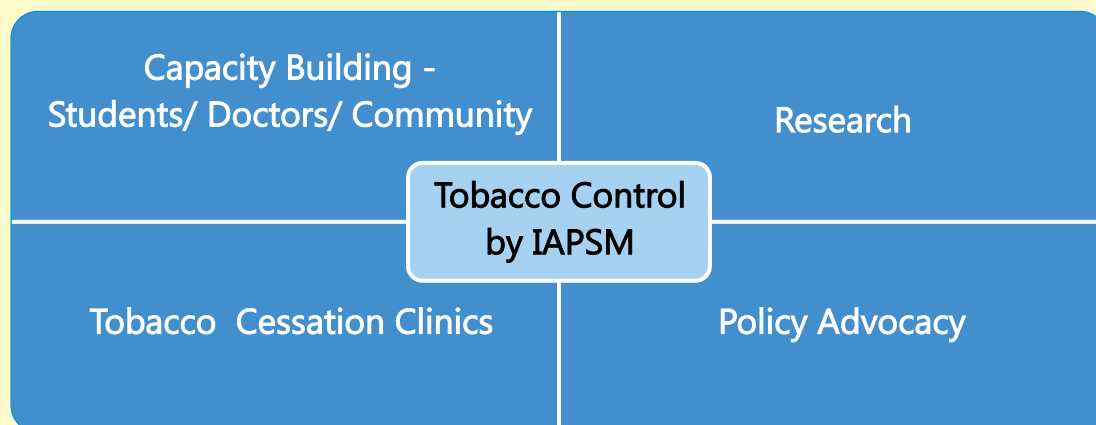 Capacity Building -
Students/ Doctors/ Community
Research
Tobacco Control
by IAPSM
Tobacco  Cessation Clinics
Policy Advocacy